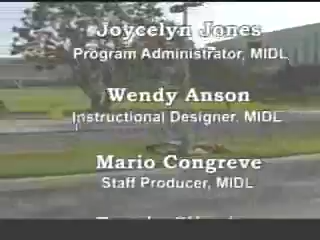 Joycelyn Jones
Program Administrator, MIDL
Wendy Anson
Instructional Designer, MIDL
Mario Congreve
Staff Producer, MIDL